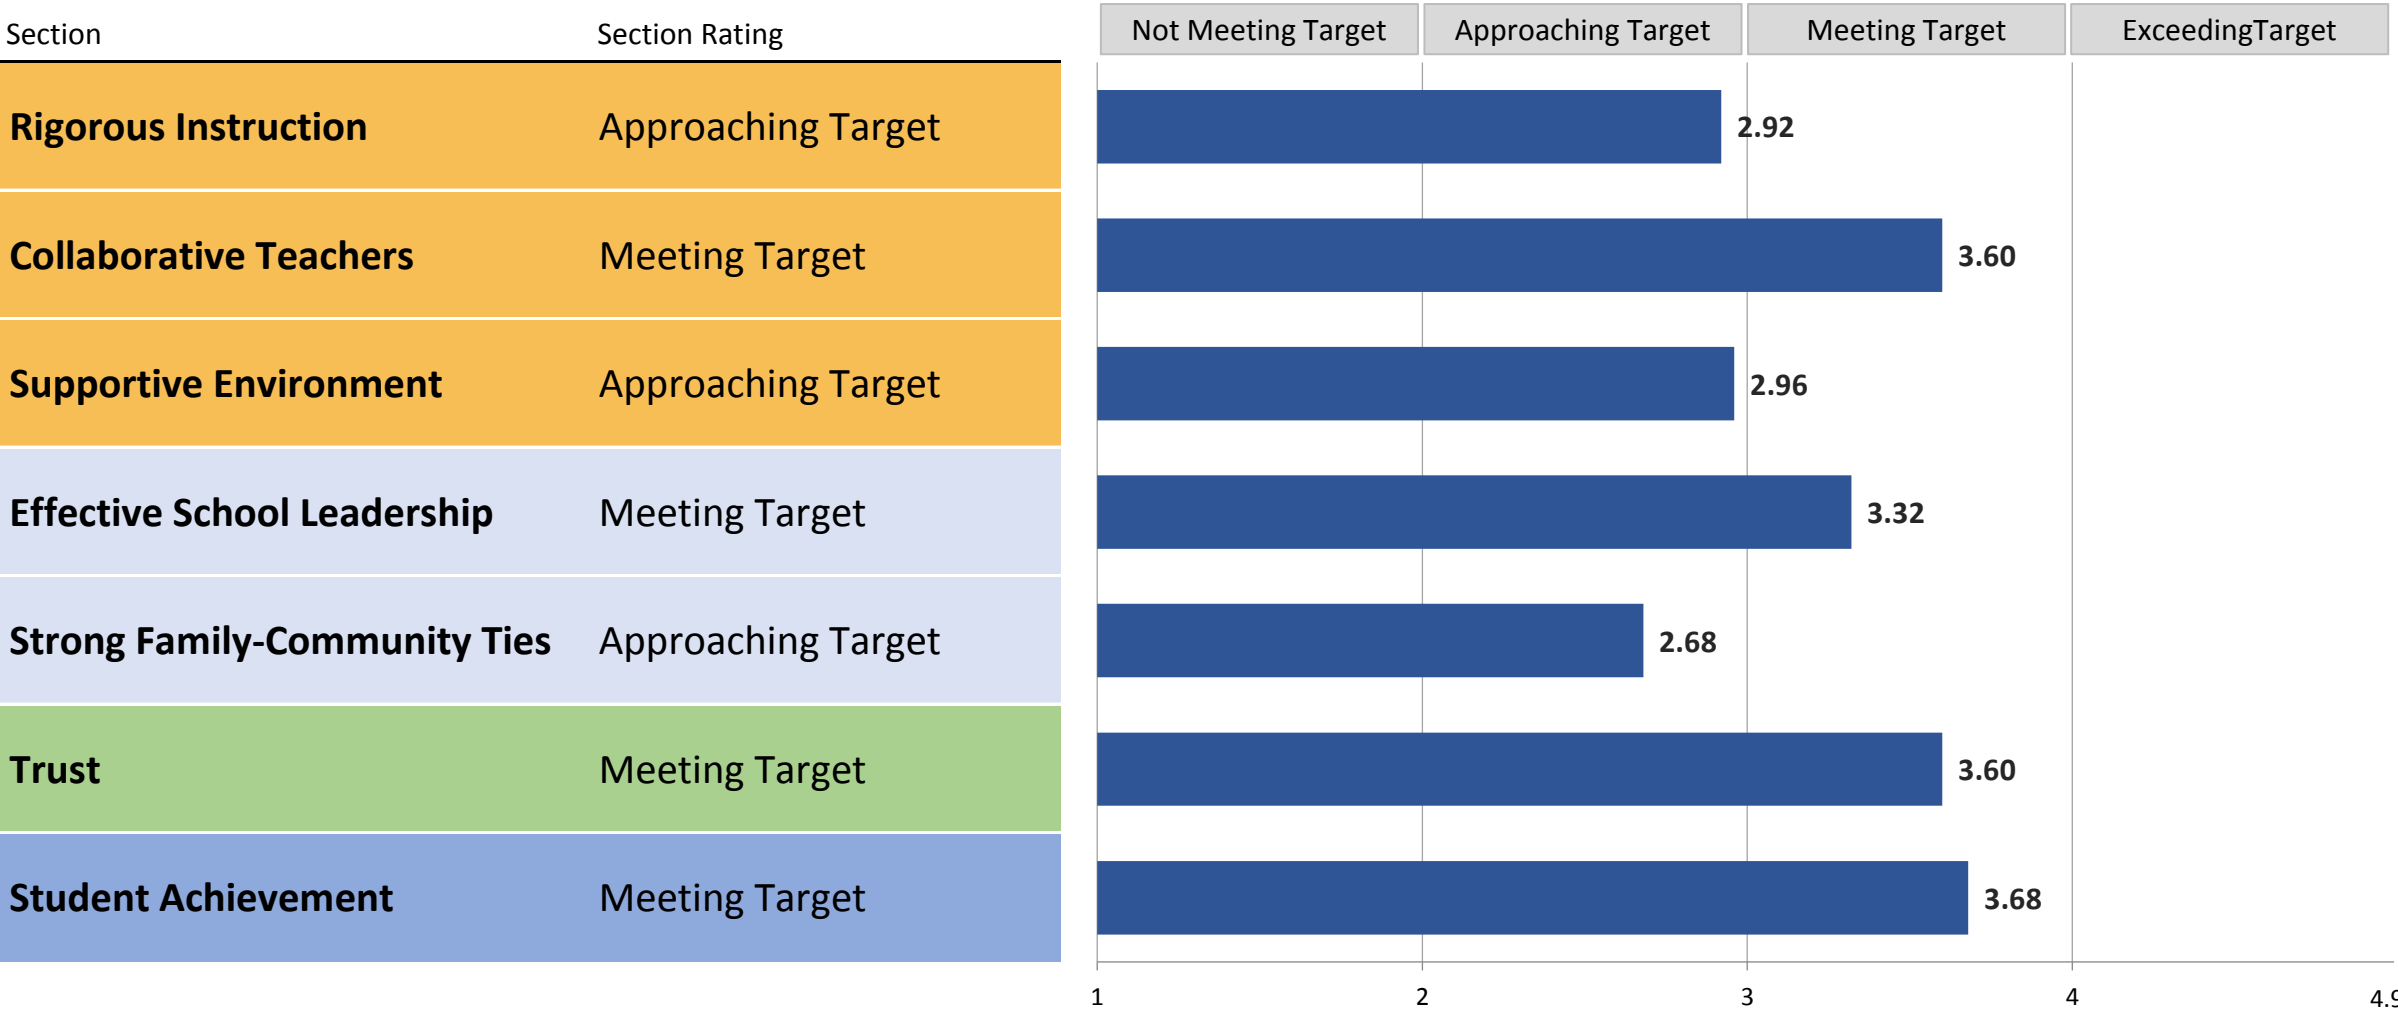 Section Section Rating Not Meeting Target Approaching Target Meeting Target ExceedingTarget
Rigorous Instruction Approaching Target 2.92
Collaborative Teachers Meeting Target 3.60
Supportive Environment Approaching Target 2.96
Effective School Leadership Meeting Target 3.32
Strong Family-Community Ties Approaching Target 2.68
Trust Meeting Target 3.60
Student Achievement Meeting Target 3.68
1 2 3 4 4.9